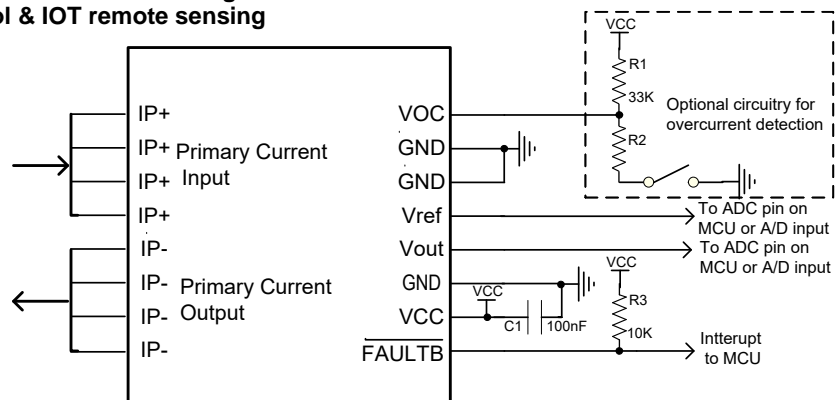 ol & IOT remote sensing
VCC
R1
33K
R2
Optional circuitry for
overcurrent detection
IP+
IP+
IP+
IP+
Primary Current
Input
IP-
IP-
IP-
IP-
Primary Current
Output
VOC
GND
GND
Vref
Vout
GND
VCC
FAULTB
To ADC pin on
MCU or A/D input
To ADC pin on
MCU or A/D input
VCC
C1
100nF
VCC
R3
10K
Intterupt
to MCU